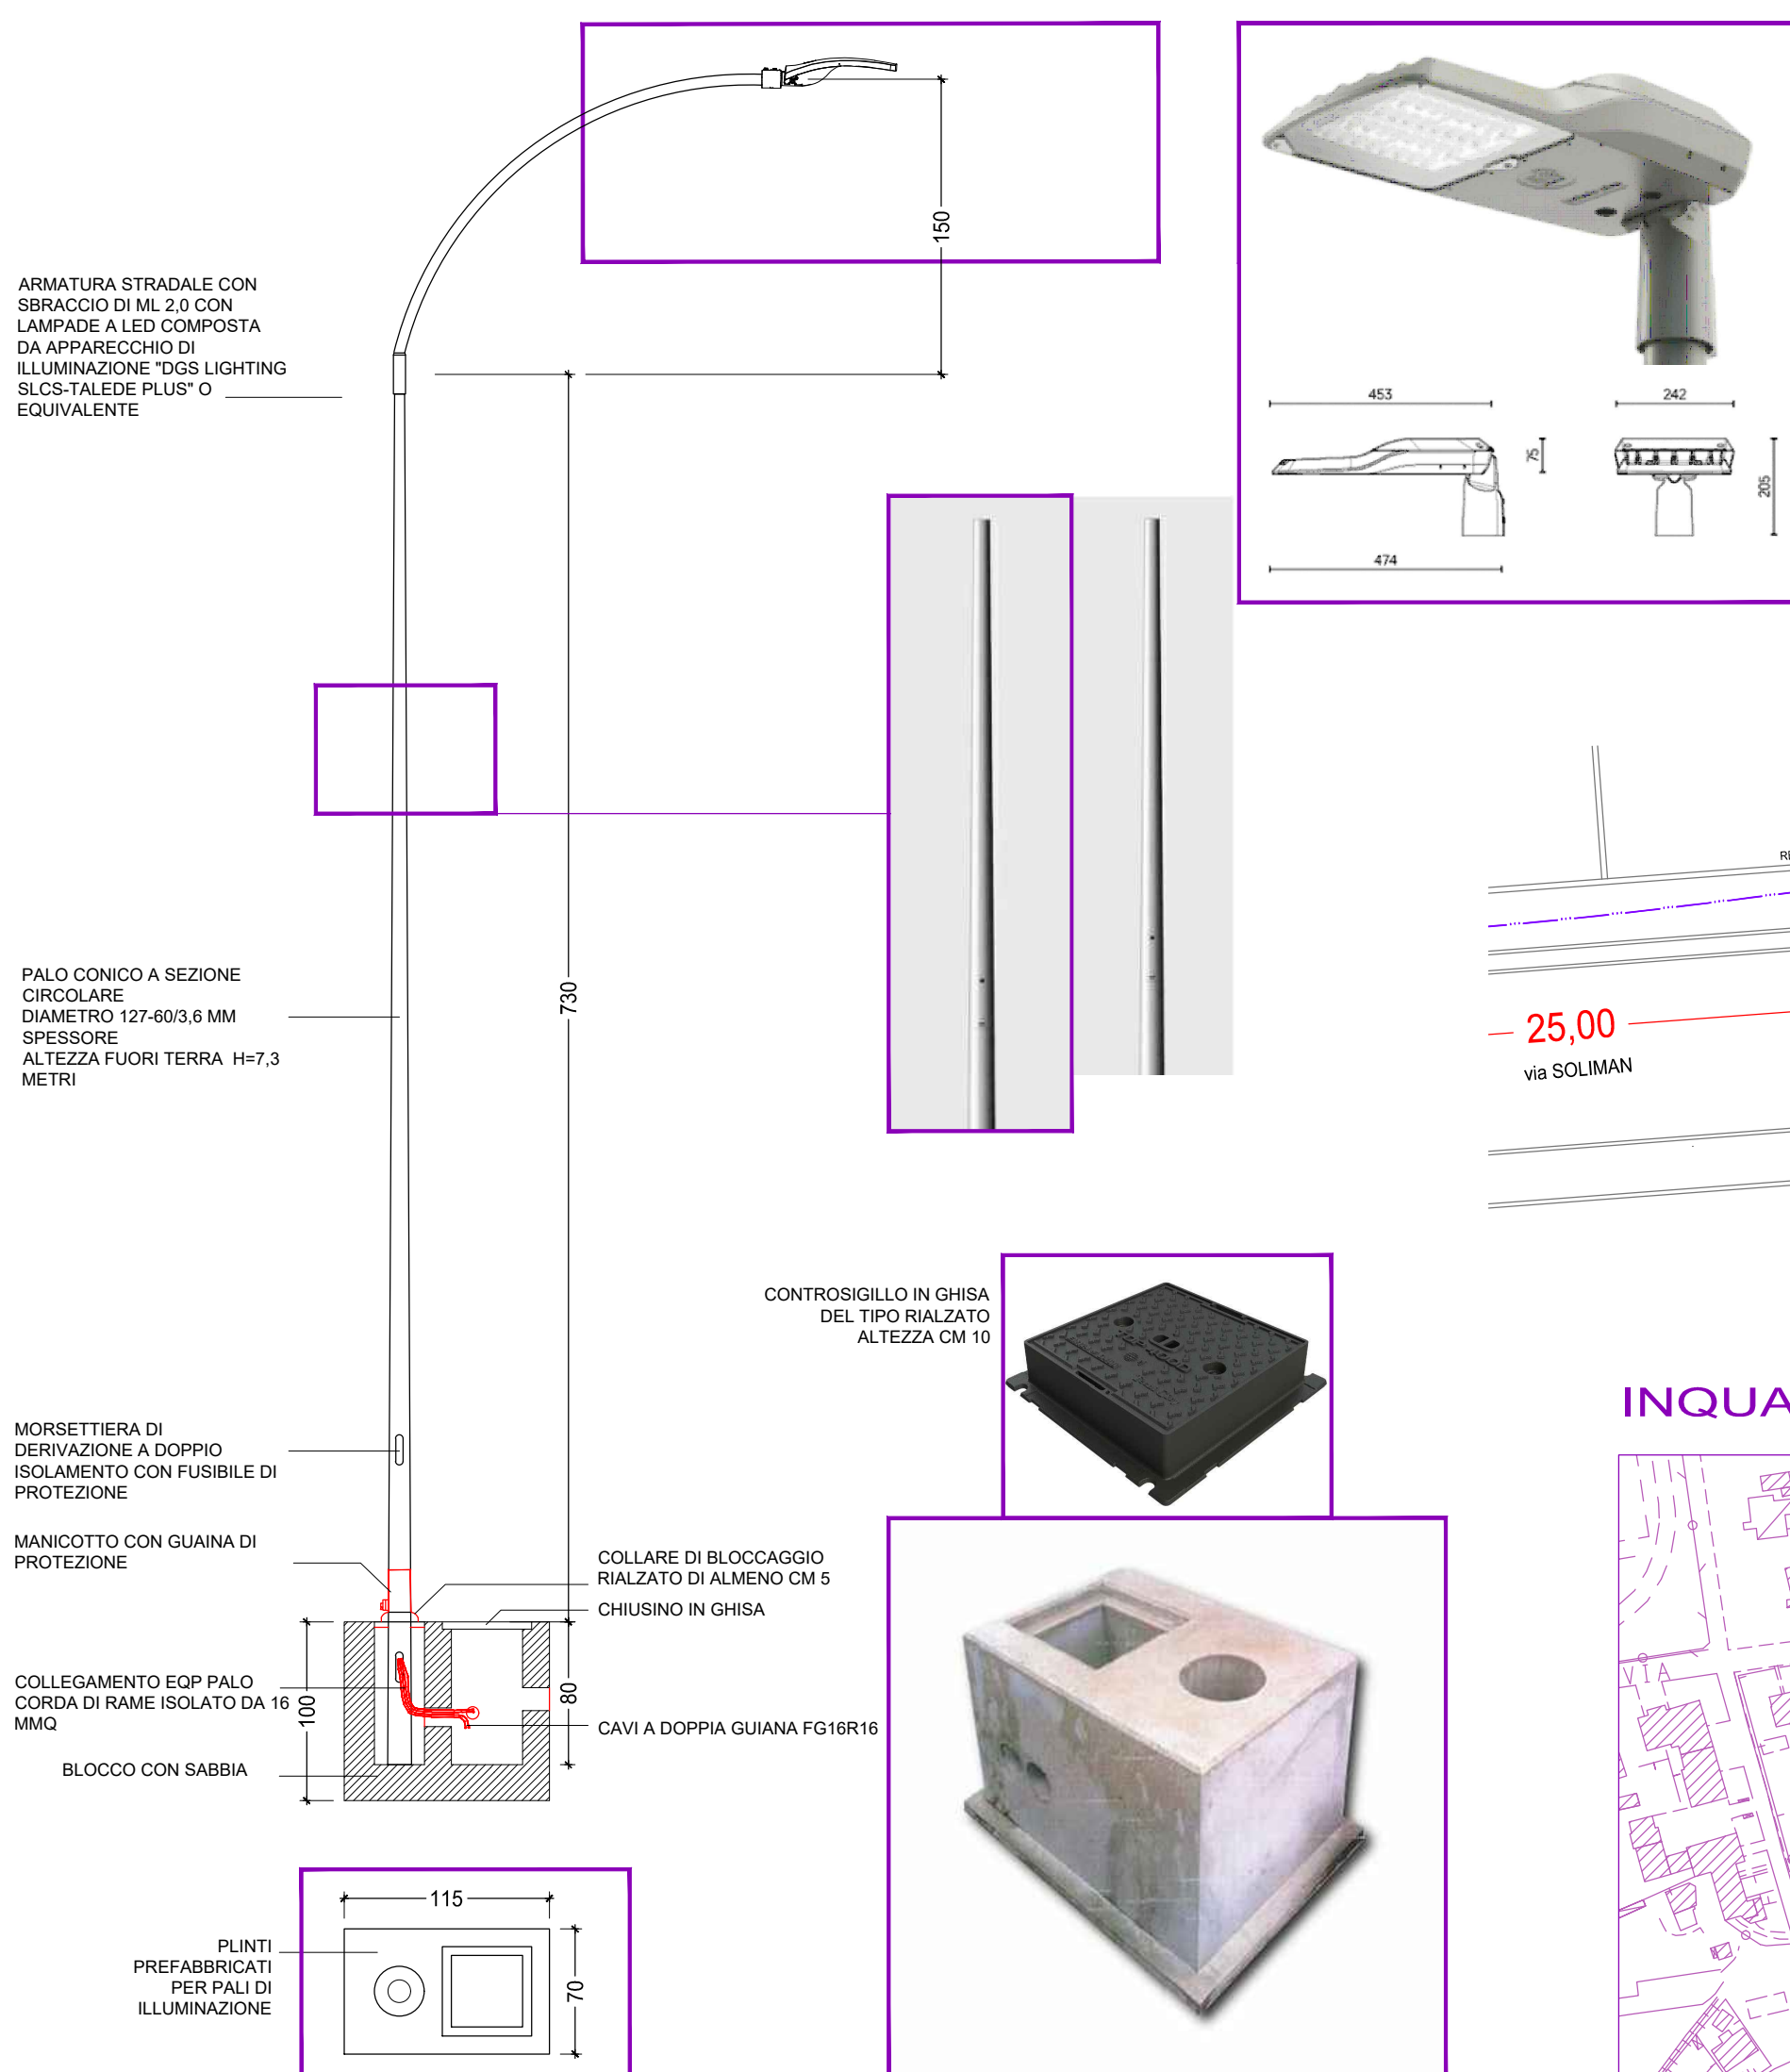 150
ARMATURA STRADALE CON
SBRACCIO DI ML 2,0 CON
LAMPADE A LED COMPOSTA
DA APPARECCHIO DI
ILLUMINAZIONE "DGS LIGHTING
SLCS-TALEDE PLUS" O
EQUIVALENTE
453
242
75
205
474
730
PALO CONICO A SEZIONE
CIRCOLARE
DIAMETRO 127-60/3,6 MM
SPESSORE
ALTEZZA FUORI TERRA H=7,3
METRI
25,00
via SOLIMAN
CONTROSIGILLO IN GHISA
DEL TIPO RIALZATO
ALTEZZA CM 10
INQUA
MORSETTIERA DI
DERIVAZIONE A DOPPIO
ISOLAMENTO CON FUSIBILE DI
PROTEZIONE
MANICOTTO CON GUAINA DI
PROTEZIONE
COLLARE DI BLOCCAGGIO
RIALZATO DI ALMENO CM 5
CHIUSINO IN GHISA
COLLEGAMENTO EQP PALO
CORDA DI RAME ISOLATO DA 16
MMQ
100
80
CAVI A DOPPIA GUIANA FG16R16
BLOCCO CON SABBIA
VIA
115
70
PLINTI
PREFABBRICATI
PER PALI DI
ILLUMINAZIONE